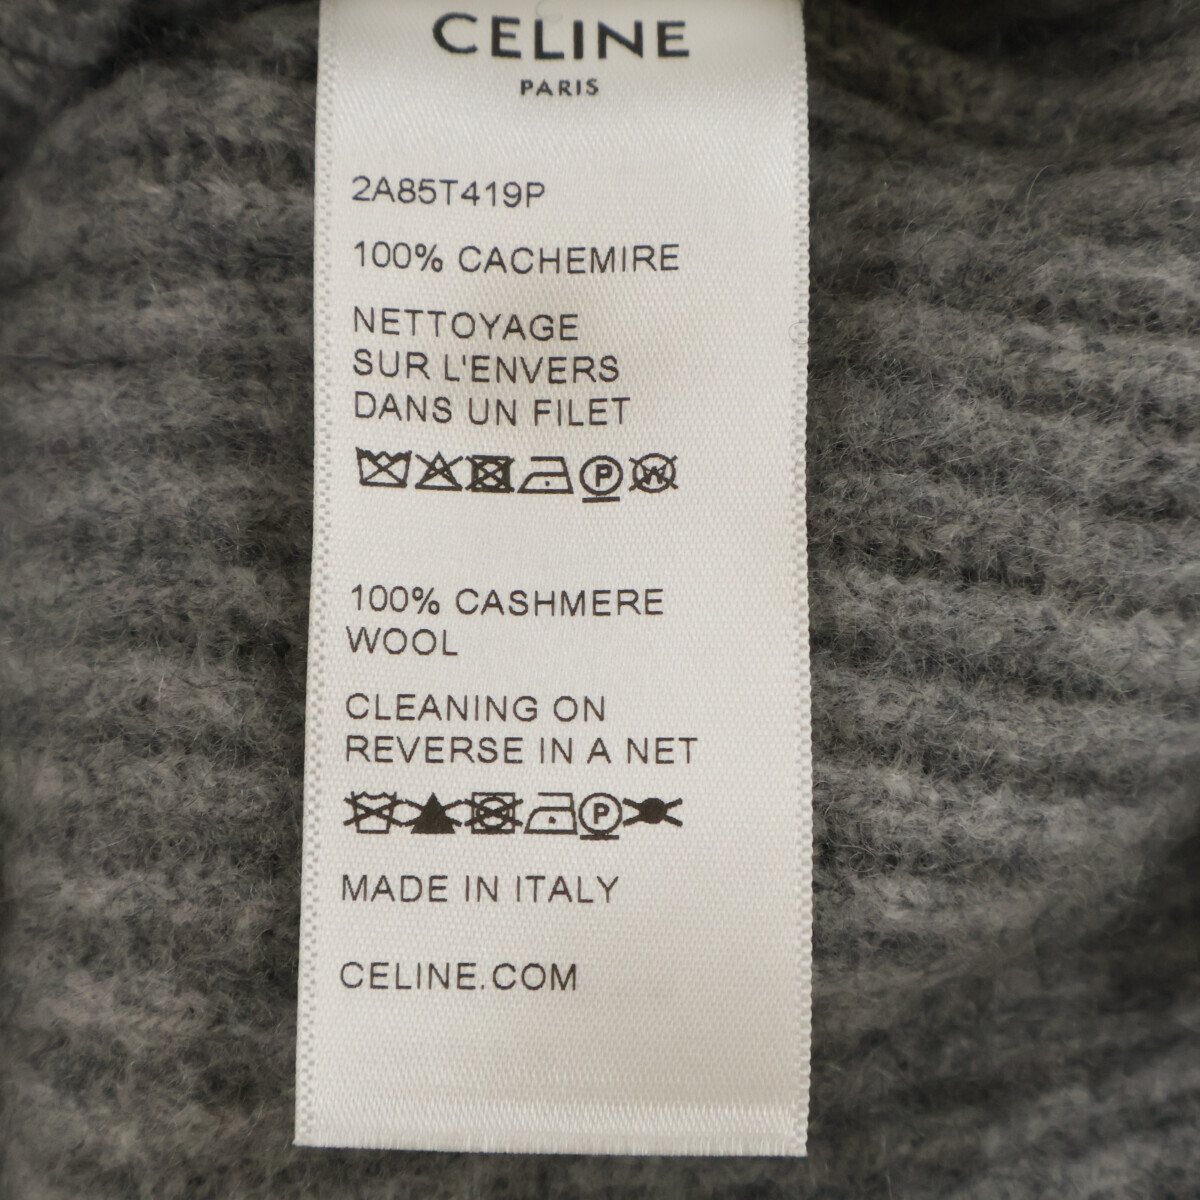 CELINE
PARIS
2A85T419P
100% CACHEMIRE
NETTOYAGE
SUR L'ENVERS
DANS UN FILET
P W
100% CASHMERE
WOOL
CLEANING ON
REVERSE IN A NET
P
MADE IN ITALY
CELINE.COM